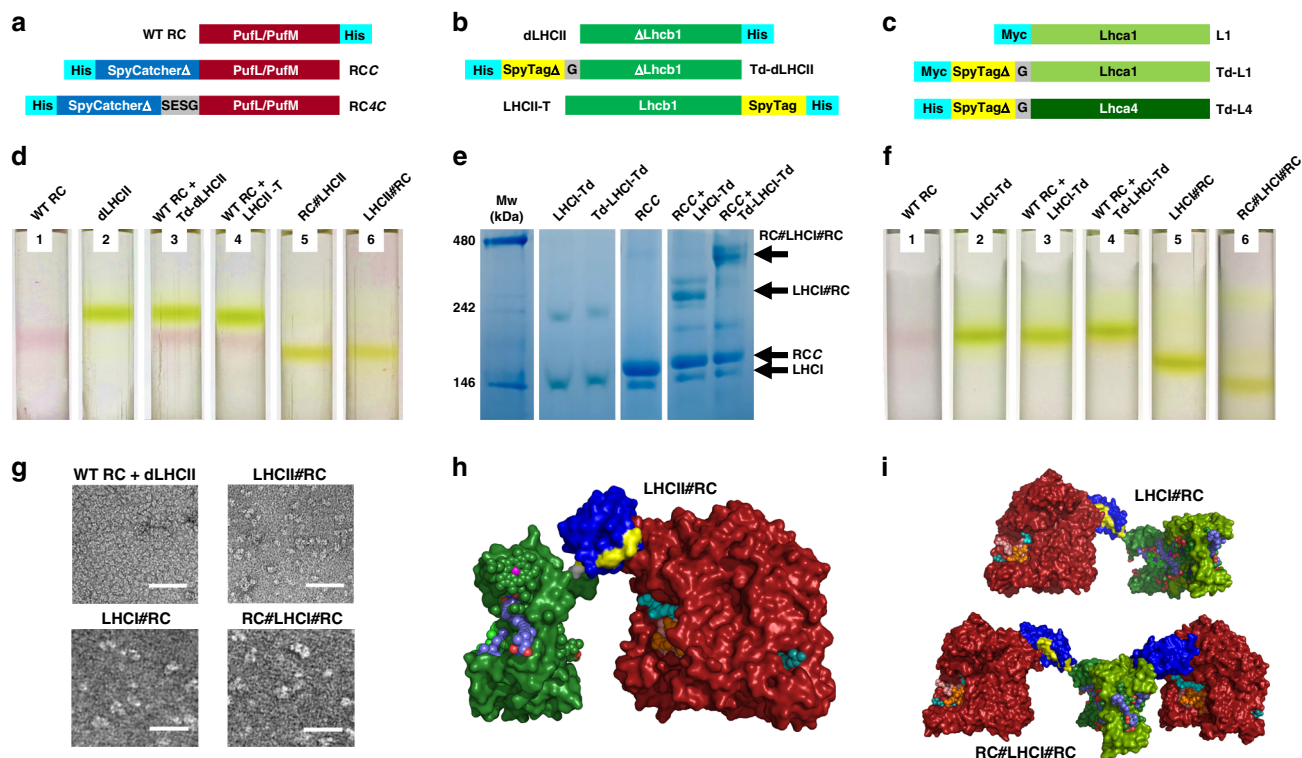 a
WT RC PufL/PufM His
His SpyCatcherΔ PufL/PufM RCC
His SpyCatcherΔ SESG PufL/PufM RC4C
b
dLHCII ΔLhcb1 His
His SpyTagΔ G ΔLhcb1 Td-dLHCII
LHCII-T Lhcb1 SpyTag His
c
Myc Lhca1 L1
Myc SpyTagΔ G Lhca1 Td-L1
His SpyTagΔ G Lhca4 Td-L4
d
WT RC
dLHCII
WT RC +
Td-dLHCII
WT RC +
LHCII -T
RC#LHCII
LHCII#RC
1 2 3 4 5 6
e
Mw
(kDa)
LHCI-Td
Td-LHCI-Td
RCC
RCC +
LHCI-Td
RCC +
Td-LHCI-Td
480
242
146
RC#LHCI#RC
LHCI#RC
RCC
LHCI
f
WT RC
LHCI-Td
WT RC +
LHCI-Td
WT RC +
Td-LHCI-Td
LHCI#RC
RC#LHCI#RC
1 2 3 4 5 6
g
WT RC + dLHCII
LHCII#RC
LHCI#RC
RC#LHCI#RC
h
LHCII#RC
i
LHCI#RC
RC#LHCI#RC